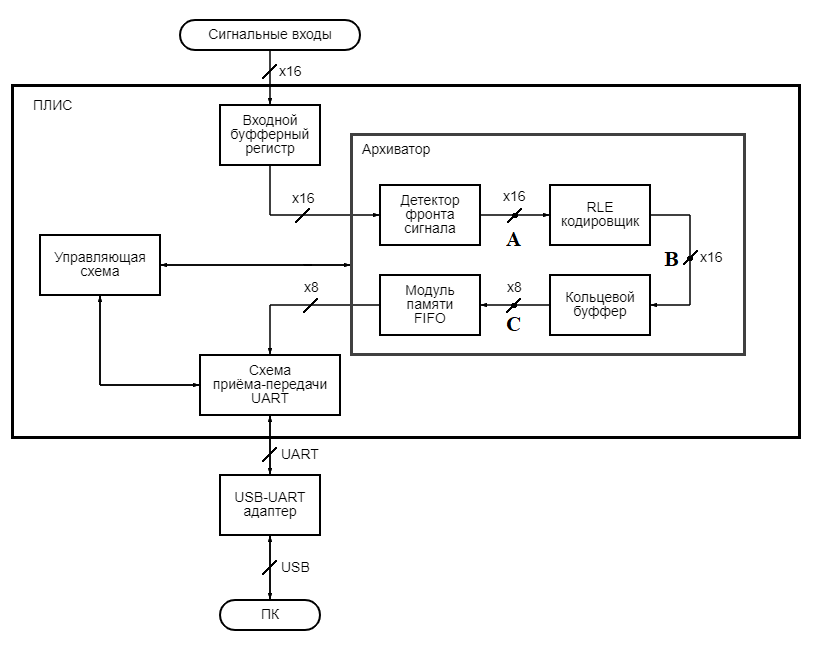 Сигнальные входы
x16
ПЛИС
Входной
буфферный
регистр
Архиватор
x16
Детектор
фронта
сигнала
x16
A
RLE
кодировщик
B
x16
Управляющая
схема
x8
Модуль
памяти
FIFO
x8
C
Кольцевой
буффер
Схема
приёма-передачи
UART
UART
USB-UART
адаптер
USB
ПК